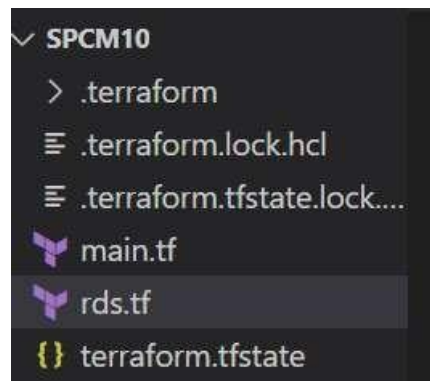 SPCM10
.terraform
.terraform.lock.hcl
.terraform.tfstate.lock....
main.tf
rds.tf
{} terraform.tfstate